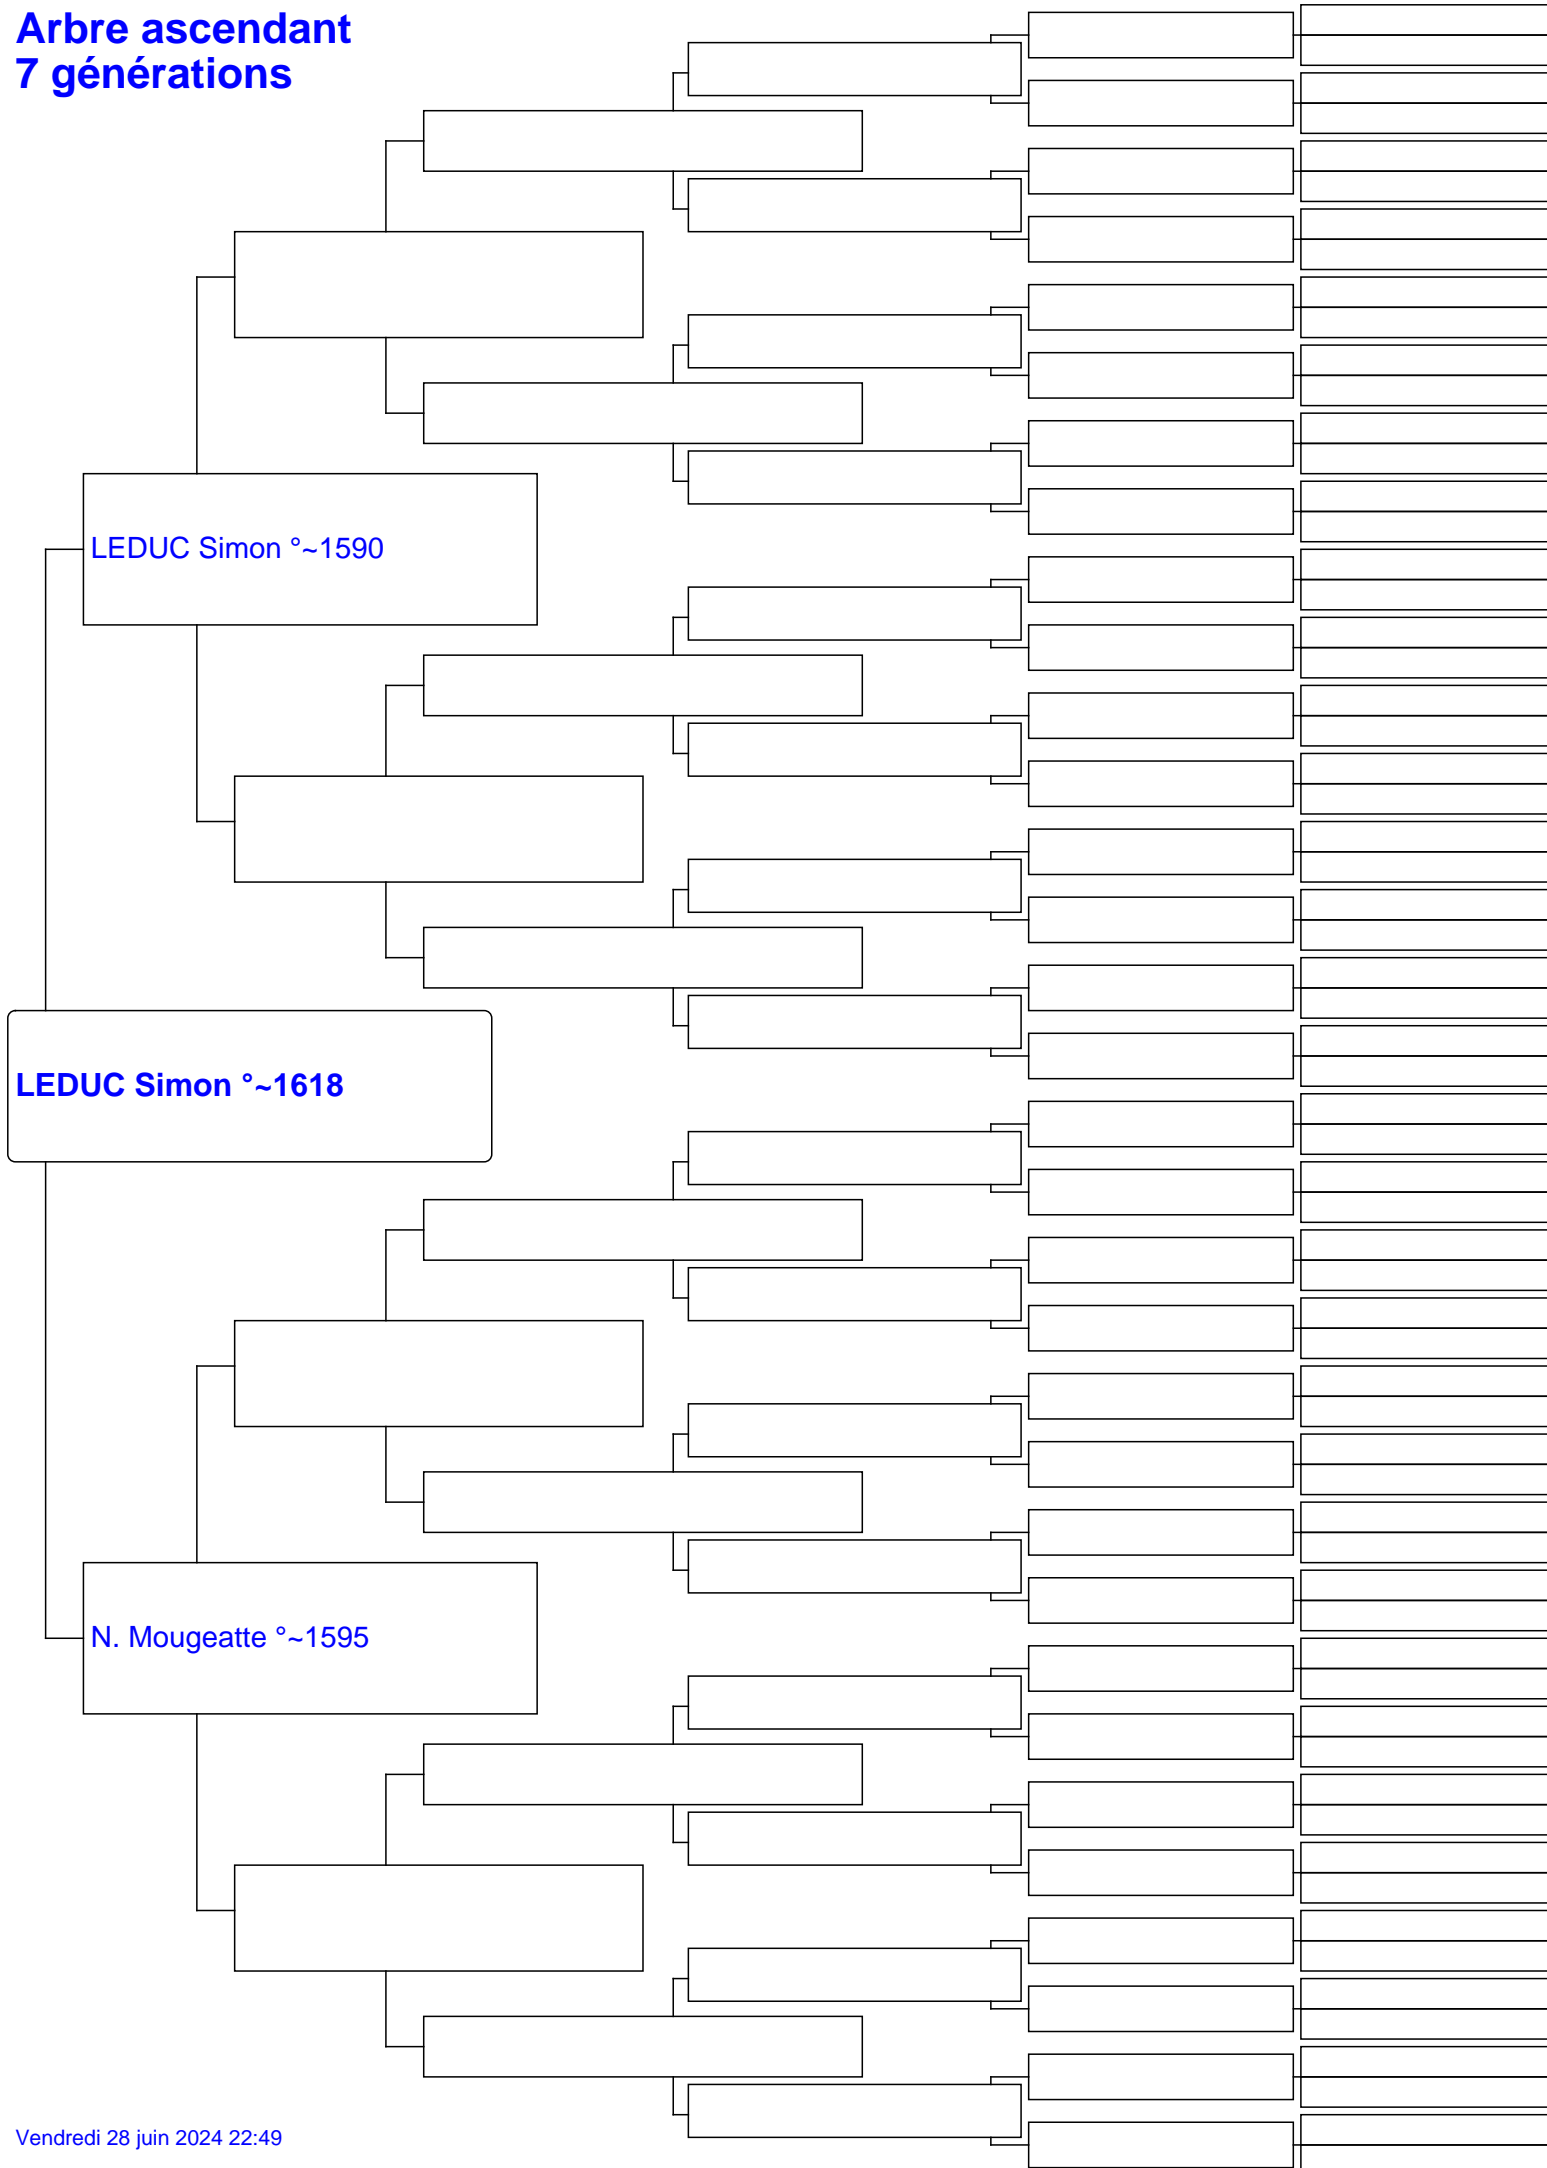 Arbre ascendant
7 générations
LEDUC Simon °~1590
LEDUC Simon °~1618
N. Mougeatte °~1595
Vendredi 28 juin 2024 22:49